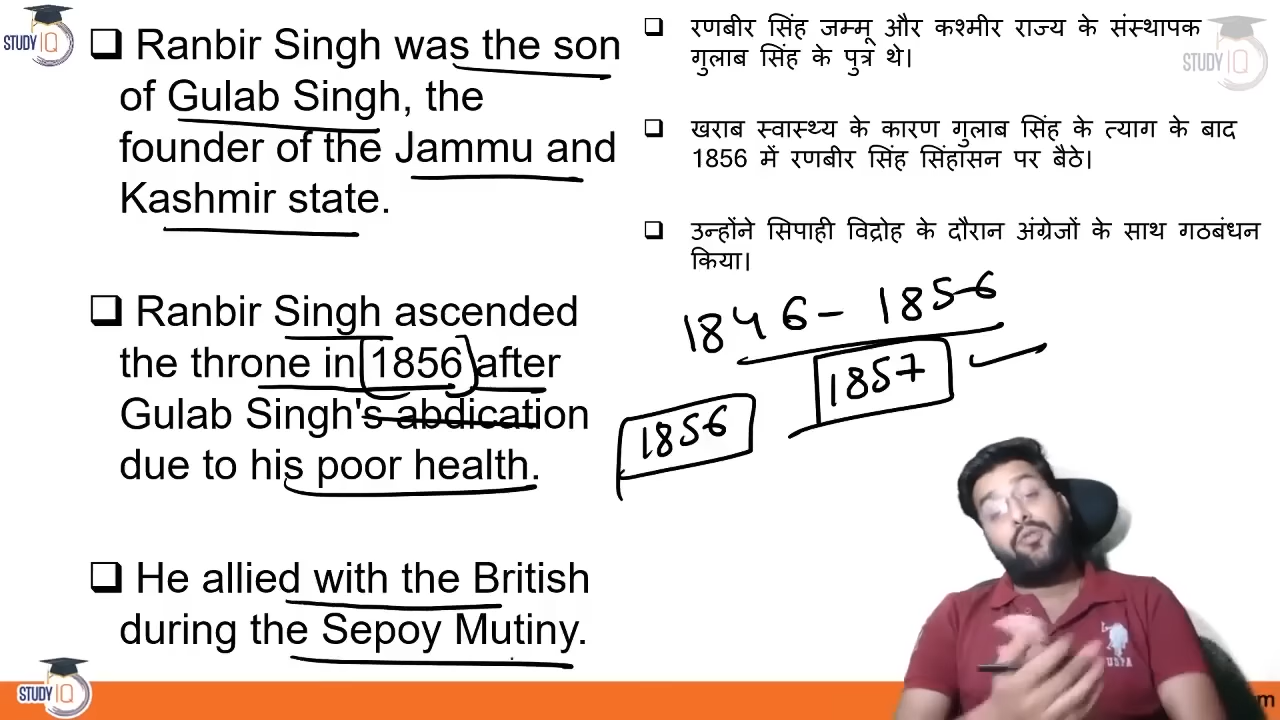 STUDY IQ
❑ Ranbir Singh was the son
of Gulab Singh, the
founder of the Jammu and
Kashmir state.
❑ Ranbir Singh ascended
the throne in 1856 after
Gulab Singh's abdication
due to his poor health.
❑ He allied with the British
during the Sepoy Mutiny.
❑ रणबीर सिंह जम्मू और कश्मीर राज्य के संस्थापक
गुलाब सिंह के पुत्र थे।
❑ खराब स्वास्थ्य के कारण गुलाब सिंह के त्याग के बाद
1856 में रणबीर सिंह सिंहासन पर बैठे।
❑ उन्होंने सिपाही विद्रोह के दौरान अंग्रेजों के साथ गठबंधन
किया।
STUDY IQ
1846 - 1856
1857
1856
STUDY IQ